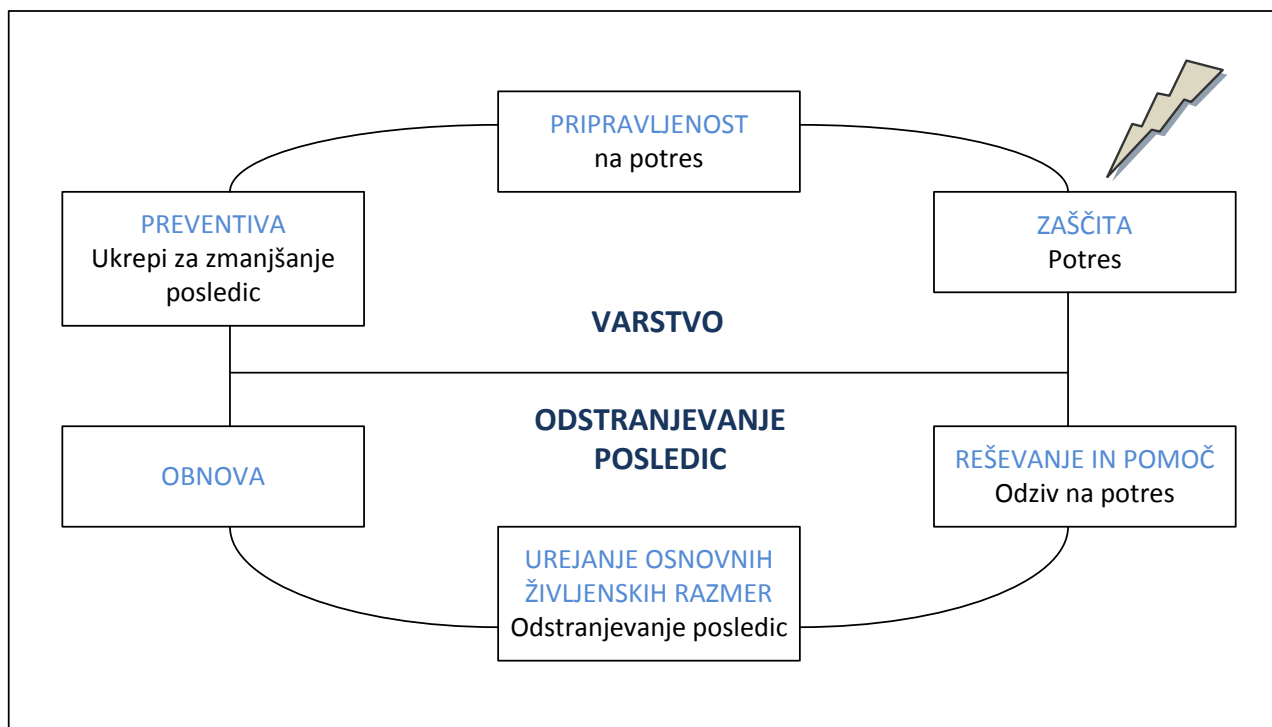 PRIPRAVLJENOST
na potres
PREVENTIVA
Ukrepi za zmanjšanje
posledic
ZAŠČITA
Potres
VARSTVO
ODSTRANJEVANJE
POSLEDIC
OBNOVA
REŠEVANJE IN POMOČ
Odziv na potres
UREJANJE OSNOVNIH
ŽIVLJENSKIH RAZMER
Odstranjevanje posledic